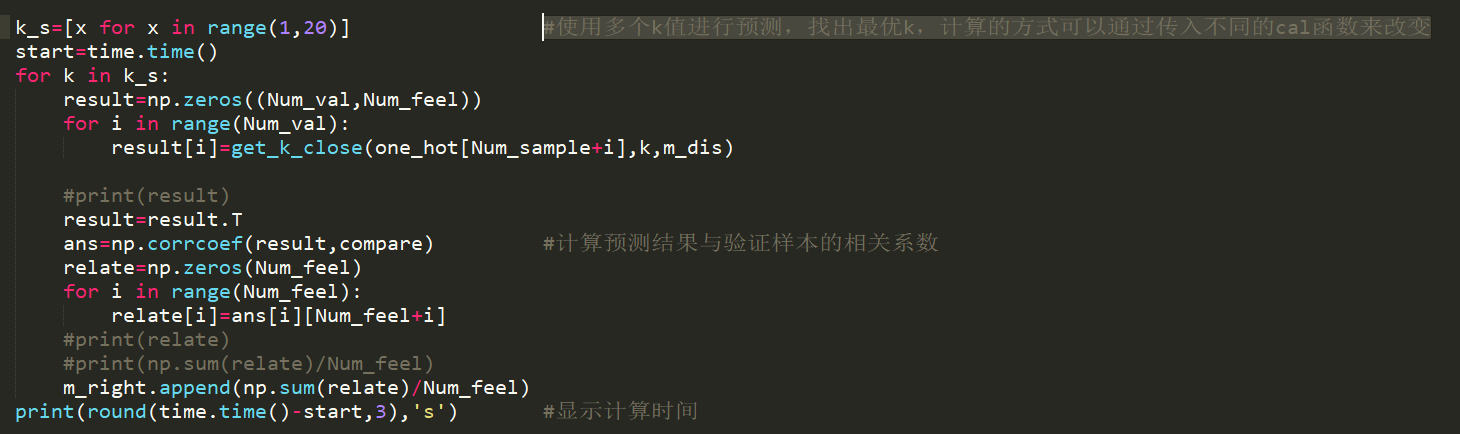 k_s=[x for x in range(1,20)] #使用多个k值进行预测，找出最优k，计算的方式可以通过传入不同的cal函数来改变
start=time.time()
for k in k_s:
    result=np.zeros((Num_val,Num_feel))
    for i in range(Num_val):
        result[i]=get_k_close(one_hot[Num_sample+i],k,m_dis)
    #print(result)
    result=result.T
    ans=np.corrcoef(result,compare) #计算预测结果与验证样本的相关系数
    relate=np.zeros(Num_feel)
    for i in range(Num_feel):
        relate[i]=ans[i][Num_feel+i]
    #print(relate)
    #print(np.sum(relate)/Num_feel)
    m_right.append(np.sum(relate)/Num_feel)
print(round(time.time()-start,3),'s') #显示计算时间